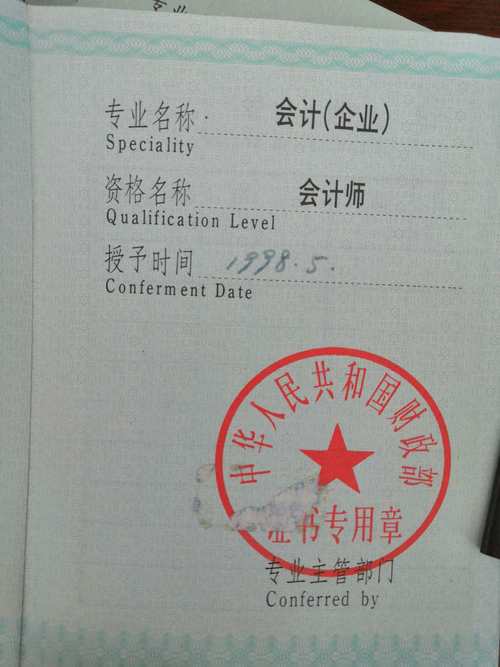 专业
专业名称 会计(企业)
Speciality
资格名称 会计师
Qualification Level
授予时间 1998.5.
Conferment Date
中华人民共和国财政部
证书专用章
专业主管部门
Conferred by